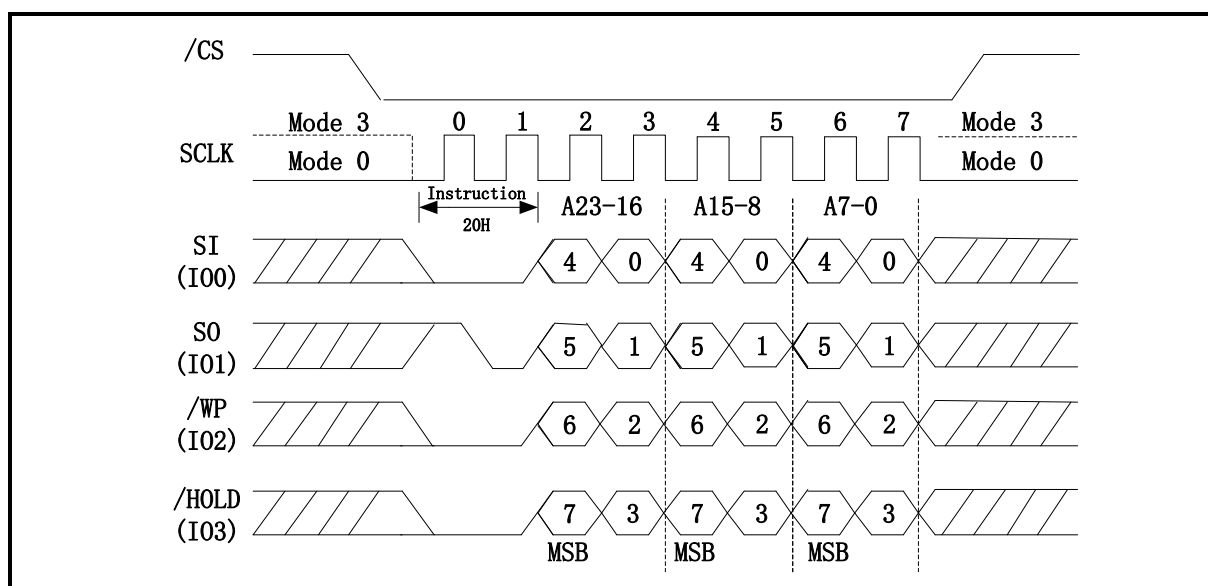 /CS
Mode 3 0 1 2 3 4 5 6 7 Mode 3
SCLK Mode 0 Mode 0
Instruction
20H
A23-16 A15-8 A7-0
SI
(IO0)
4 0 4 0 4 0
SO
(IO1)
5 1 5 1 5 1
/WP
(IO2)
6 2 6 2 6 2
/HOLD
(IO3)
7 3 7 3 7 3
MSB MSB MSB